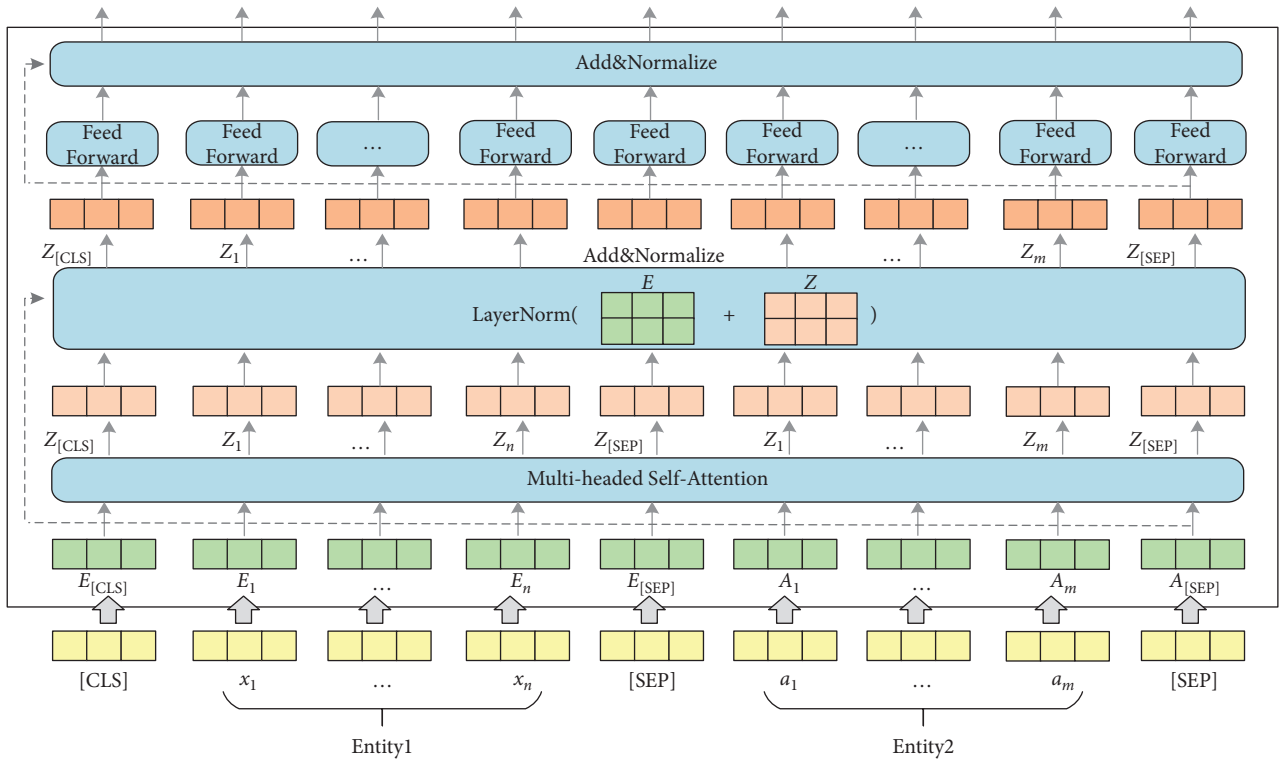 Add&Normalize
Feed Forward Feed Forward ... Feed Forward Feed Forward Feed Forward ... Feed Forward Feed Forward
Z[CLS] Z1 ... Z1 ... Zm Z[SEP]
Add&Normalize
E Z
LayerNorm( + )
Z[CLS] Z1 ... Zn Z[SEP] Z1 ... Zm Z[SEP]
Multi-headed Self-Attention
E[CLS] E1 ... En E[SEP] A1 ... Am A[SEP]
[CLS] x1 ... xn [SEP] a1 ... am [SEP]
Entity1 Entity2